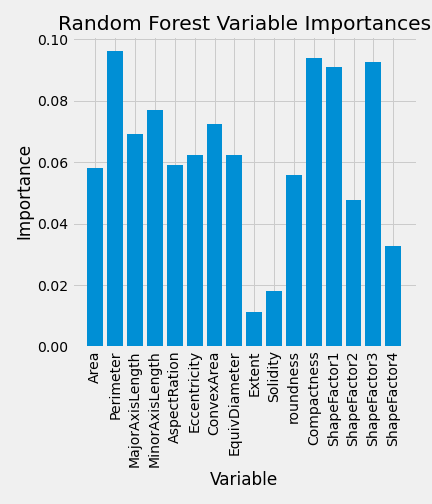 Random Forest Variable Importances
0.10
0.08
0.06
0.04
0.02
0.00
Importance
Area
Perimeter
MajorAxisLength
MinorAxisLength
AspectRation
Eccentricity
ConvexArea
EquivDiameter
Extent
Solidity
roundness
Compactness
ShapeFactor1
ShapeFactor2
ShapeFactor3
ShapeFactor4
Variable